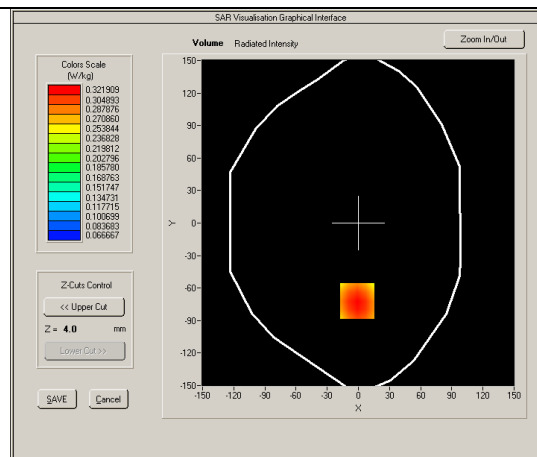 SAR Visualisation Graphical Interface
Volume Radiated Intensity
Zoom In/Out
Colors Scale
(W/kg)
0.321909
0.304893
0.287876
0.270860
0.253844
0.236828
0.219812
0.202796
0.185780
0.168763
0.151747
0.134731
0.117715
0.100699
0.083683
0.066667
Z-Cuts Control
<< Upper Cut
Z = 4.0 mm
Lower Cut >>
SAVE Cancel
150-
120-
90-
60-
30-
0-
-30-
-60-
-90-
-120-
-150-
Y
-150 -120 -90 -60 -30 0 30 60 90 120 150
X